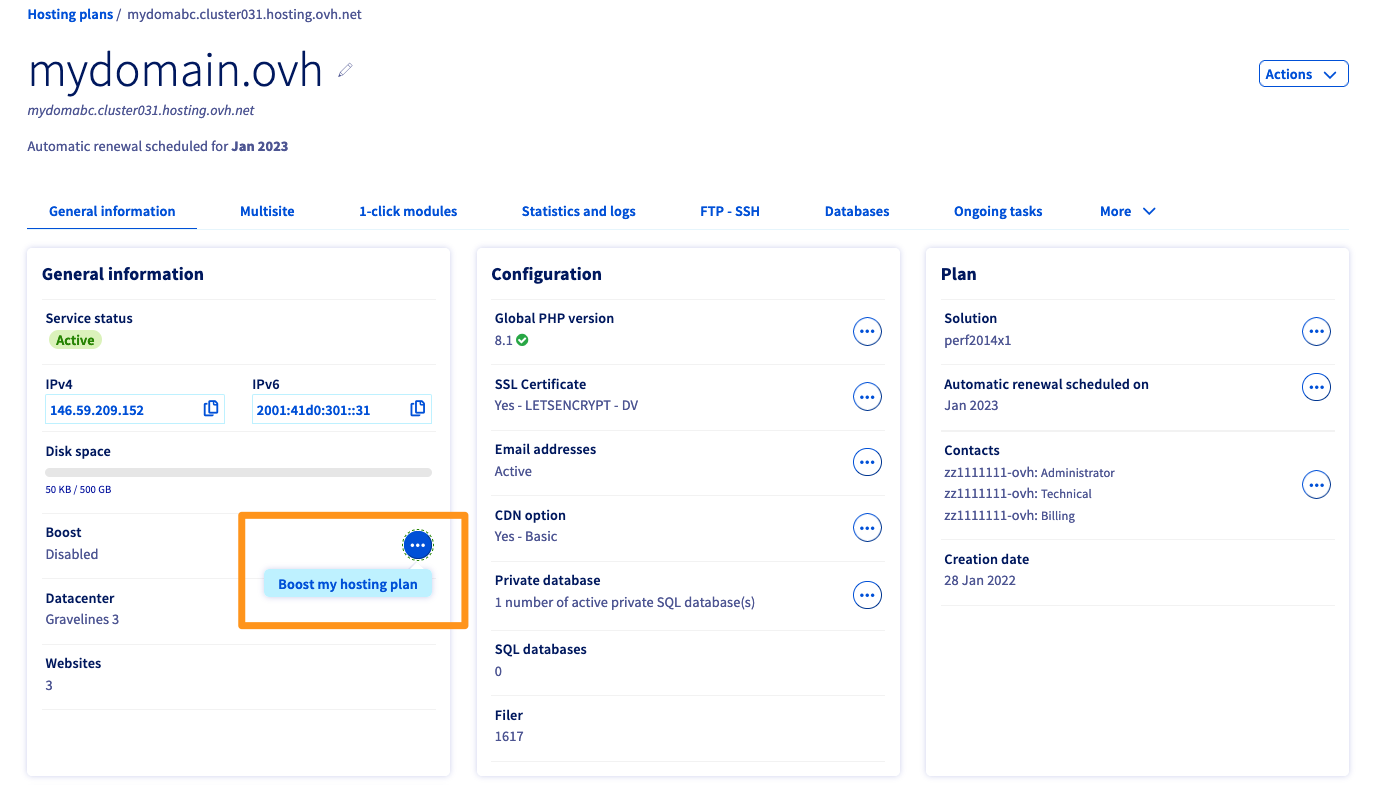 Hosting plans / mydomabc.cluster031.hosting.ovh.net
mydomain.ovh
Actions
mydomabc.cluster031.hosting.ovh.net
Automatic renewal scheduled for Jan 2023
General information Multisite 1-click modules Statistics and logs FTP - SSH Databases Ongoing tasks More
General information
Service status
Active
IPv4 IPv6
146.59.209.152 2001:41d0:301::31
Disk space
50 KB / 500 GB
Boost
Disabled
Boost my hosting plan
Datacenter
Gravelines 3
Websites
3
Configuration
Global PHP version
8.1
SSL Certificate
Yes - LETSENCRYPT - DV
Email addresses
Active
CDN option
Yes - Basic
Private database
1 number of active private SQL database(s)
SQL databases
0
Filer
1617
Plan
Solution
perf2014x1
Automatic renewal scheduled on
Jan 2023
Contacts
zz1111111-ovh: Administrator
zz1111111-ovh: Technical
zz1111111-ovh: Billing
Creation date
28 Jan 2022